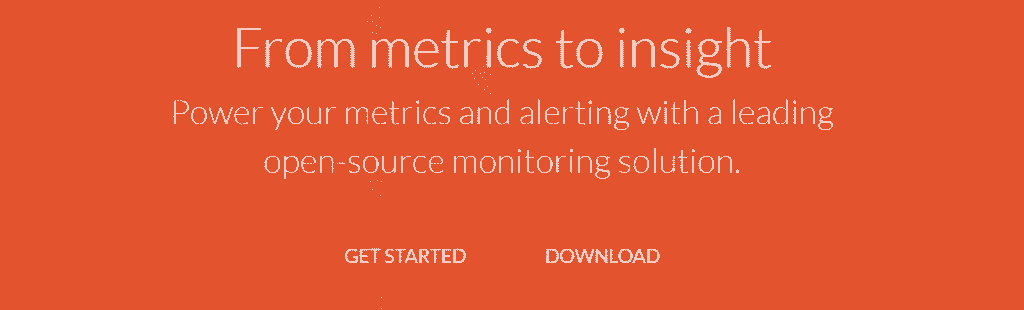 From metrics to insight
Power your metrics and alerting with a leading
open-source monitoring solution.
GET STARTED DOWNLOAD